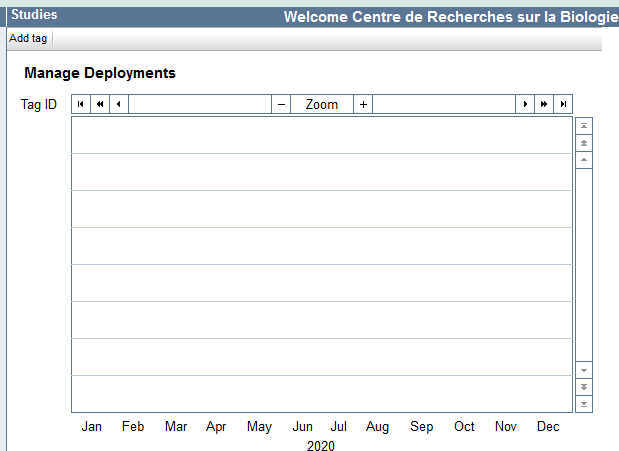 Studies Welcome Centre de Recherches sur la Biologie
Add tag
Manage Deployments
Tag ID − Zoom +
Jan Feb Mar Apr May Jun Jul Aug Sep Oct Nov Dec
2020